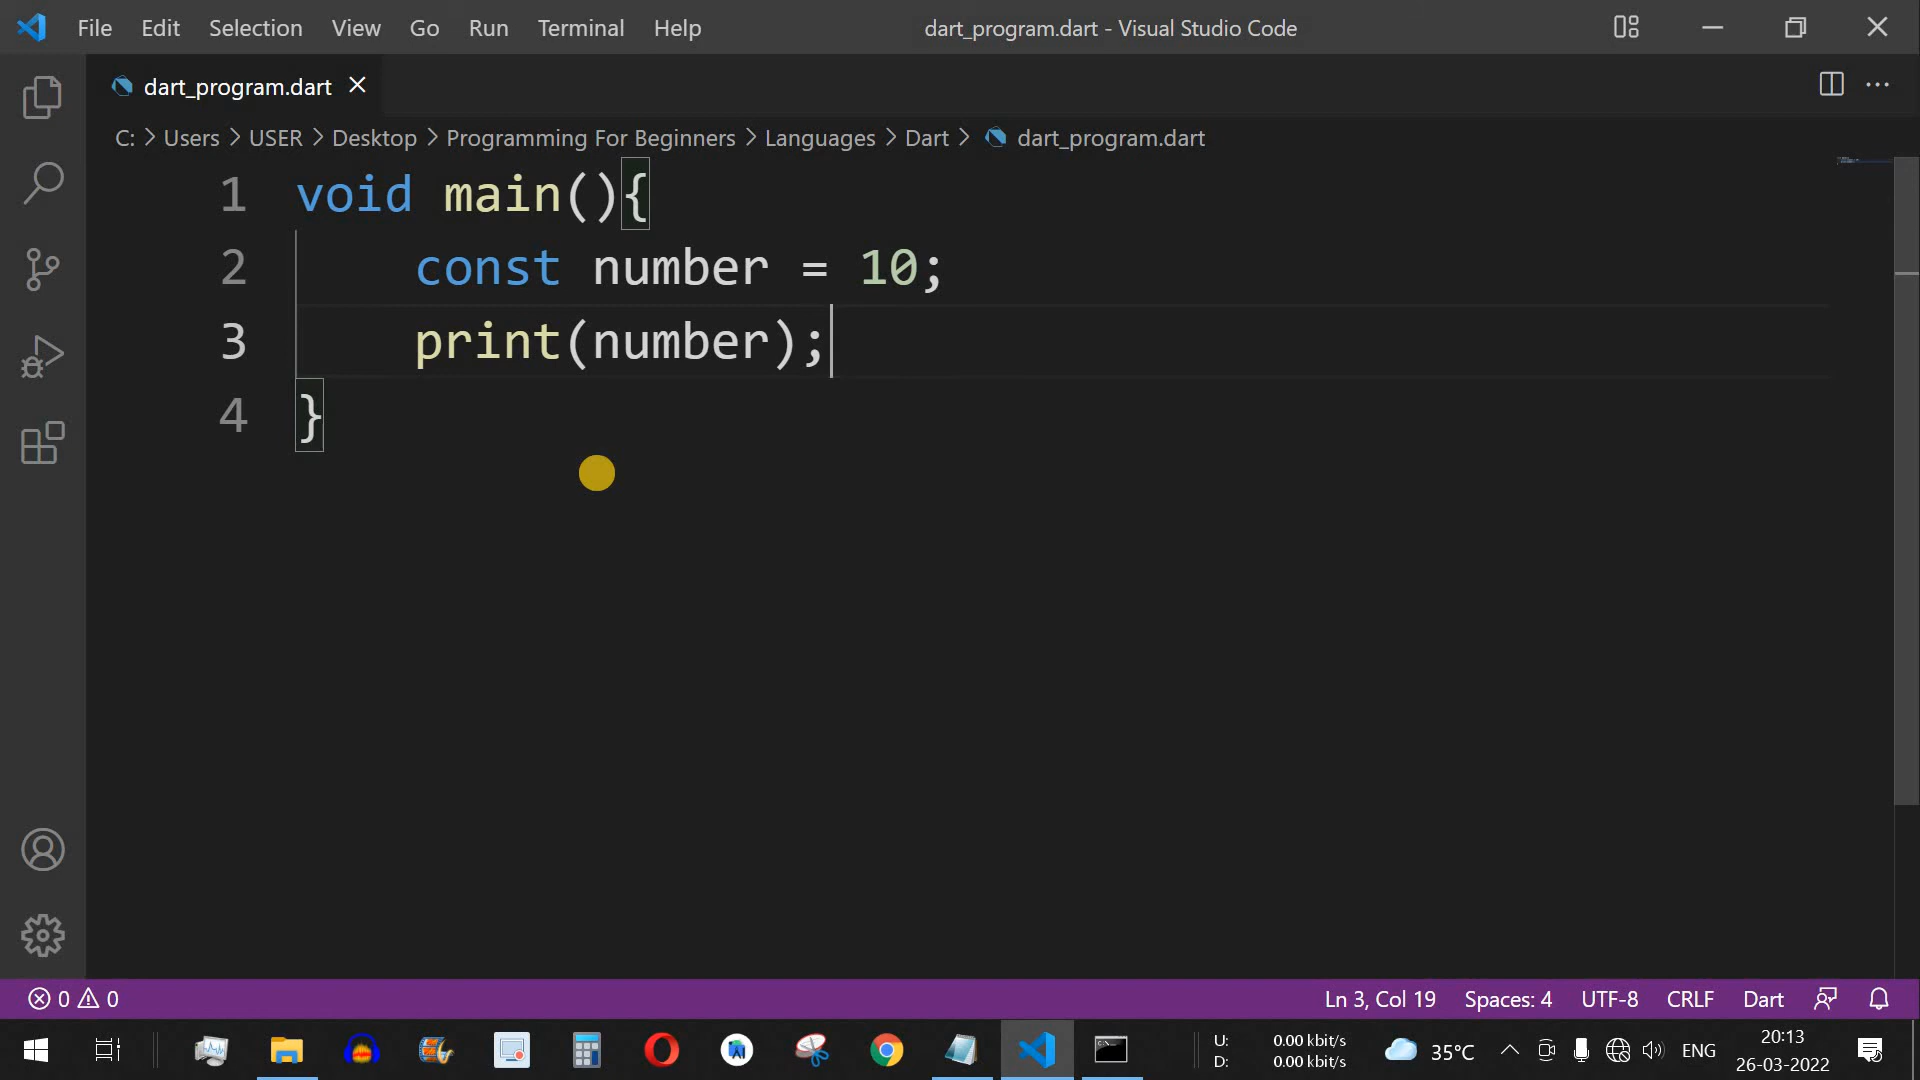 File Edit Selection View Go Run Terminal Help dart_program.dart - Visual Studio Code
dart_program.dart
C: > Users > USER > Desktop > Programming For Beginners > Languages > Dart > dart_program.dart
1 void main(){
2     const number = 10;
3     print(number);
4 }
0 0 Ln 3, Col 19 Spaces: 4 UTF-8 CRLF Dart
U: 0.00 kbit/s
D: 0.00 kbit/s
35°C ENG
20:13
26-03-2022